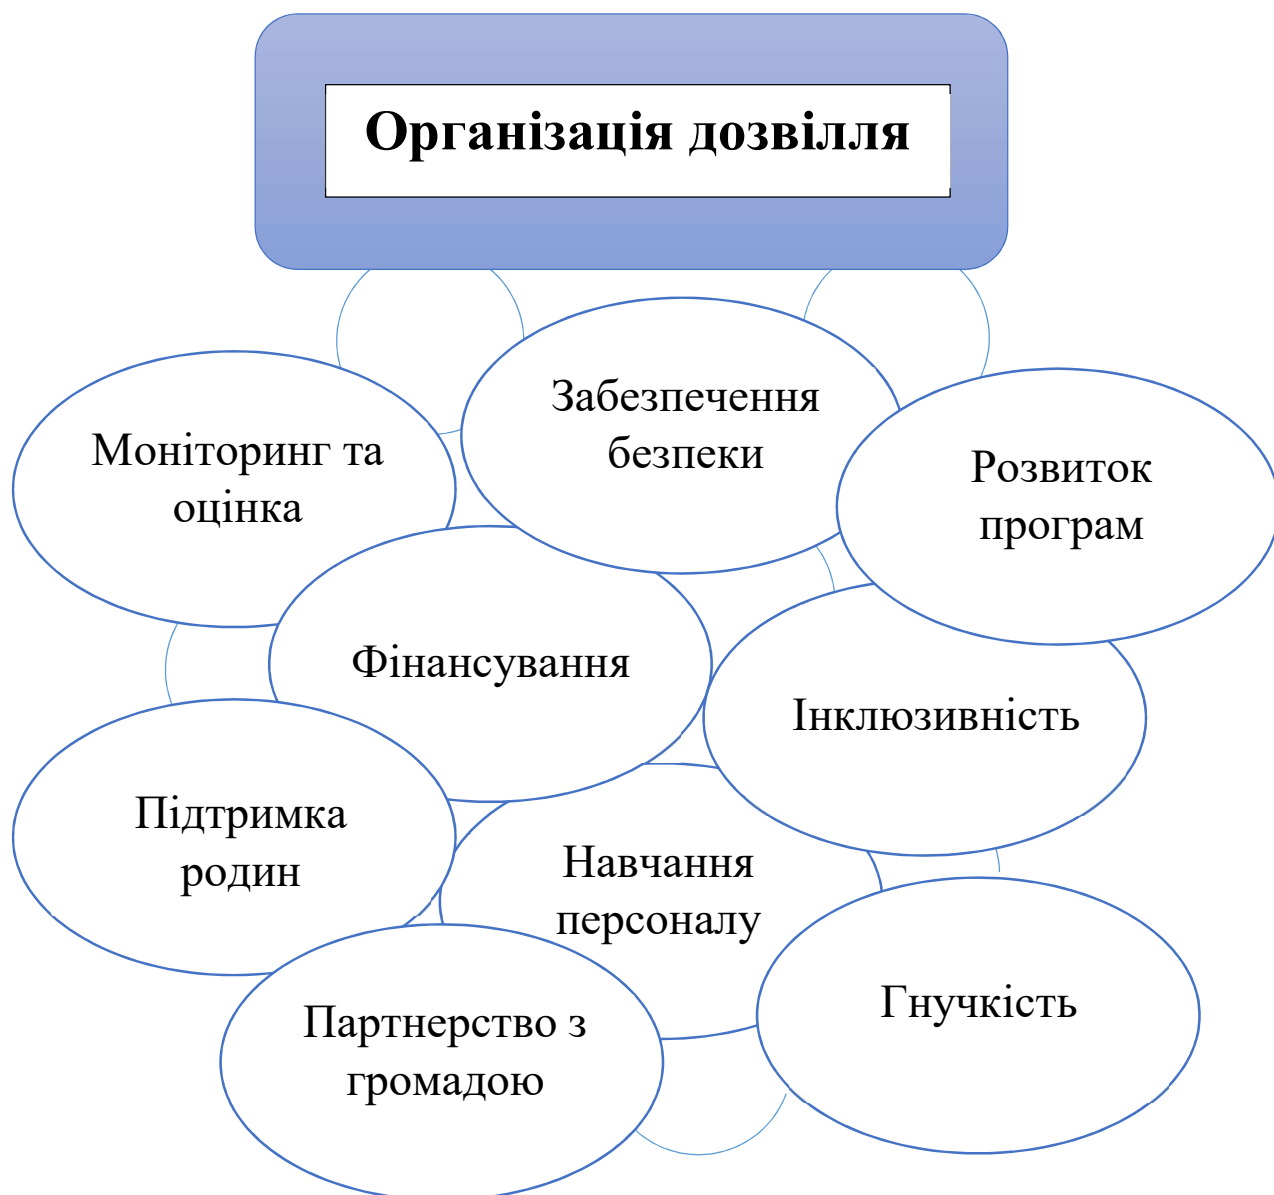 Організація дозвілля
Забезпечення
безпеки
Моніторинг та
оцінка
Розвиток
програм
Фінансування
Інклюзивність
Підтримка
родин
Навчання
персоналу
Гнучкість
Партнерство з
громадою